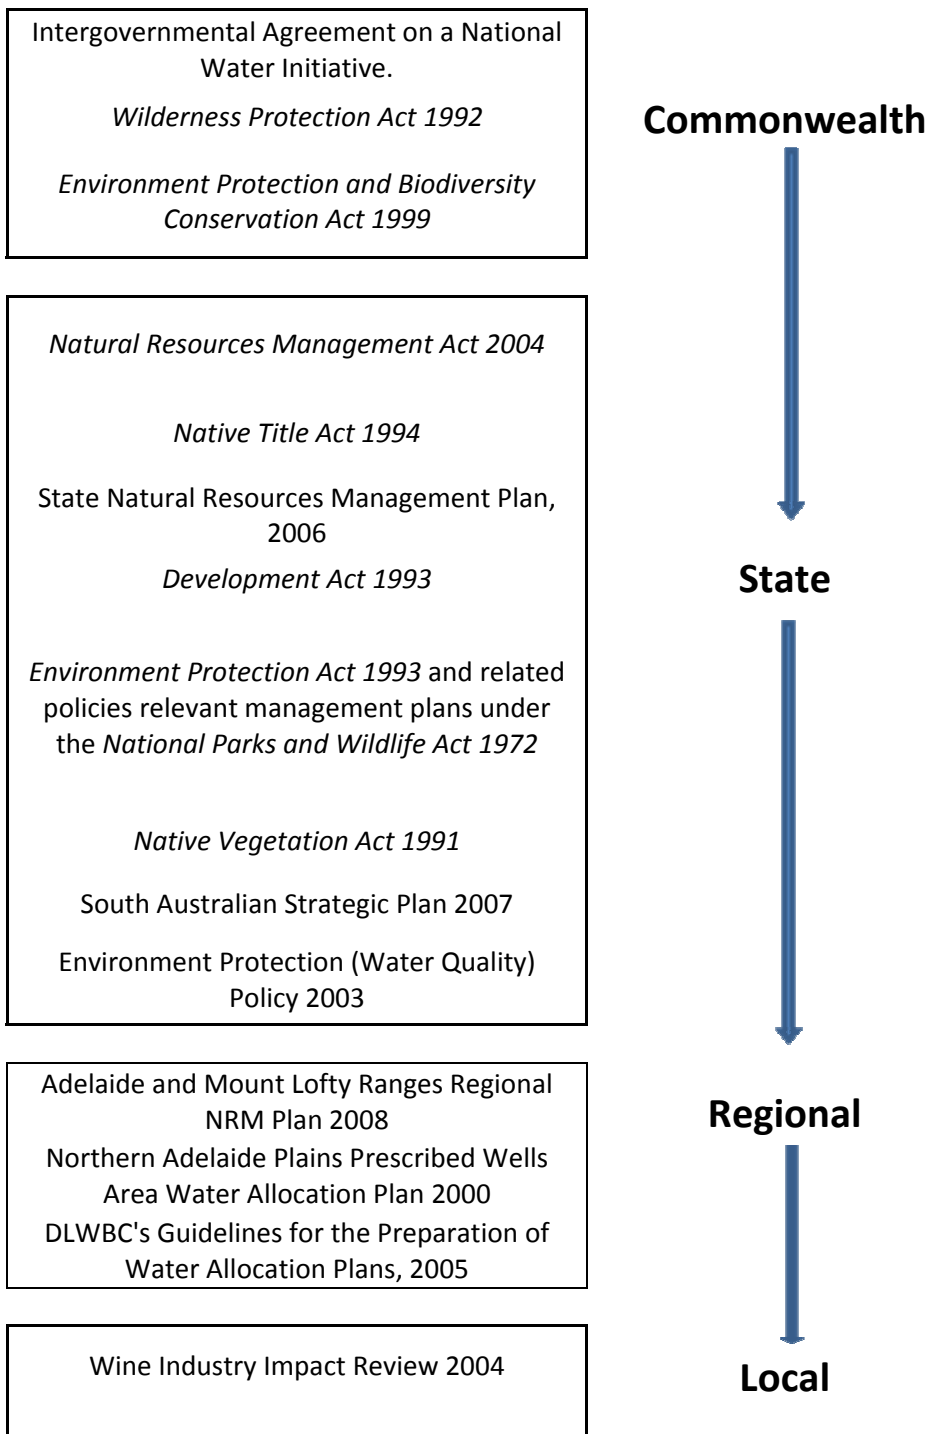 Intergovernmental Agreement on a National
Water Initiative.
Wilderness Protection Act 1992
Environment Protection and Biodiversity
Conservation Act 1999
Commonwealth
Natural Resources Management Act 2004
Native Title Act 1994
State Natural Resources Management Plan,
2006
Development Act 1993
Environment Protection Act 1993 and related
policies relevant management plans under
the National Parks and Wildlife Act 1972
Native Vegetation Act 1991
South Australian Strategic Plan 2007
Environment Protection (Water Quality)
Policy 2003
State
Adelaide and Mount Lofty Ranges Regional
NRM Plan 2008
Northern Adelaide Plains Prescribed Wells
Area Water Allocation Plan 2000
DLWBC's Guidelines for the Preparation of
Water Allocation Plans, 2005
Regional
Wine Industry Impact Review 2004
Local